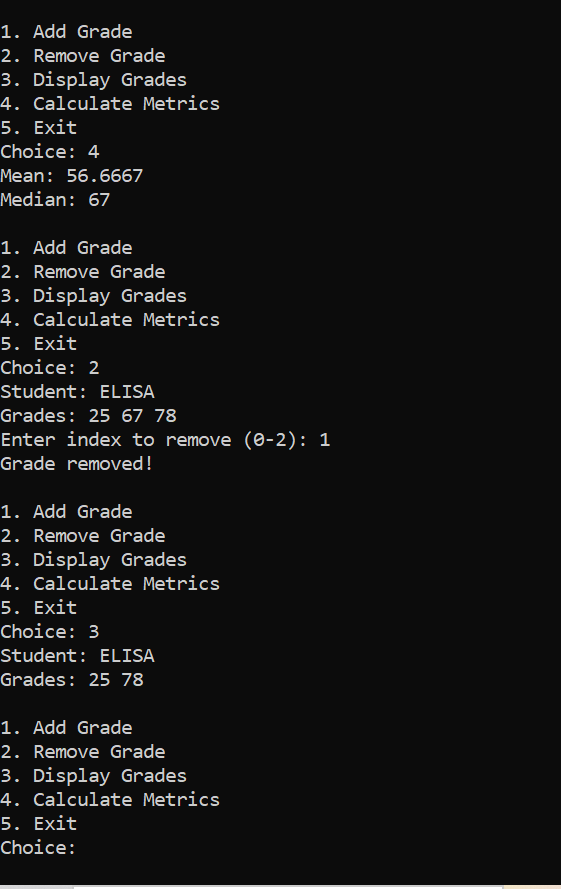 1. Add Grade
2. Remove Grade
3. Display Grades
4. Calculate Metrics
5. Exit
Choice: 4
Mean: 56.6667
Median: 67
1. Add Grade
2. Remove Grade
3. Display Grades
4. Calculate Metrics
5. Exit
Choice: 2
Student: ELISA
Grades: 25 67 78
Enter index to remove (0-2): 1
Grade removed!
1. Add Grade
2. Remove Grade
3. Display Grades
4. Calculate Metrics
5. Exit
Choice: 3
Student: ELISA
Grades: 25 78
1. Add Grade
2. Remove Grade
3. Display Grades
4. Calculate Metrics
5. Exit
Choice: